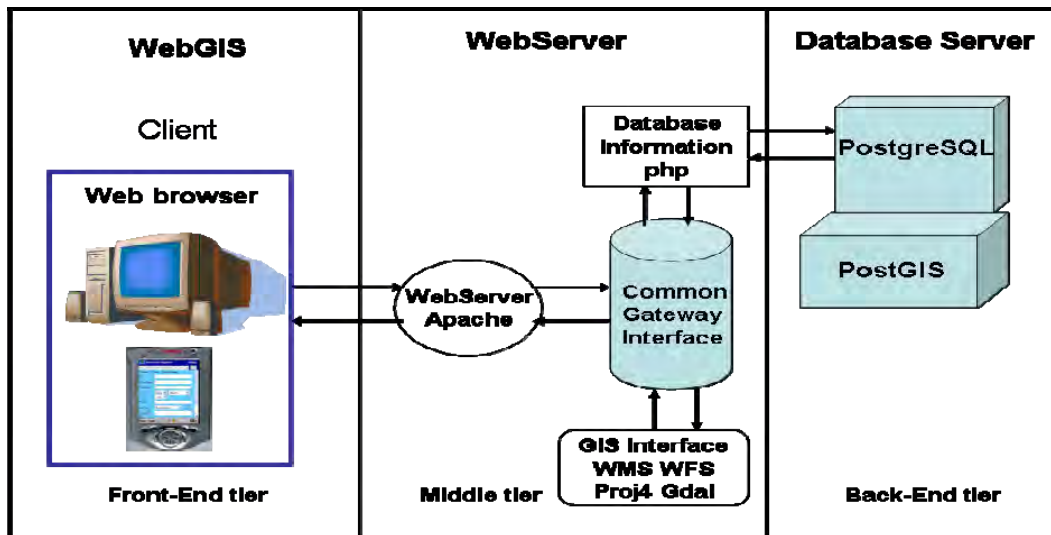 WebGIS
Client
Web browser
Front-End tier
WebServer
WebServer
Apache
Database
Information
php
Common
Gateway
Interface
GIS Interface
WMS WFS
Proj4 Gdal
Middle tier
Database Server
PostgreSQL
PostGIS
Back-End tier